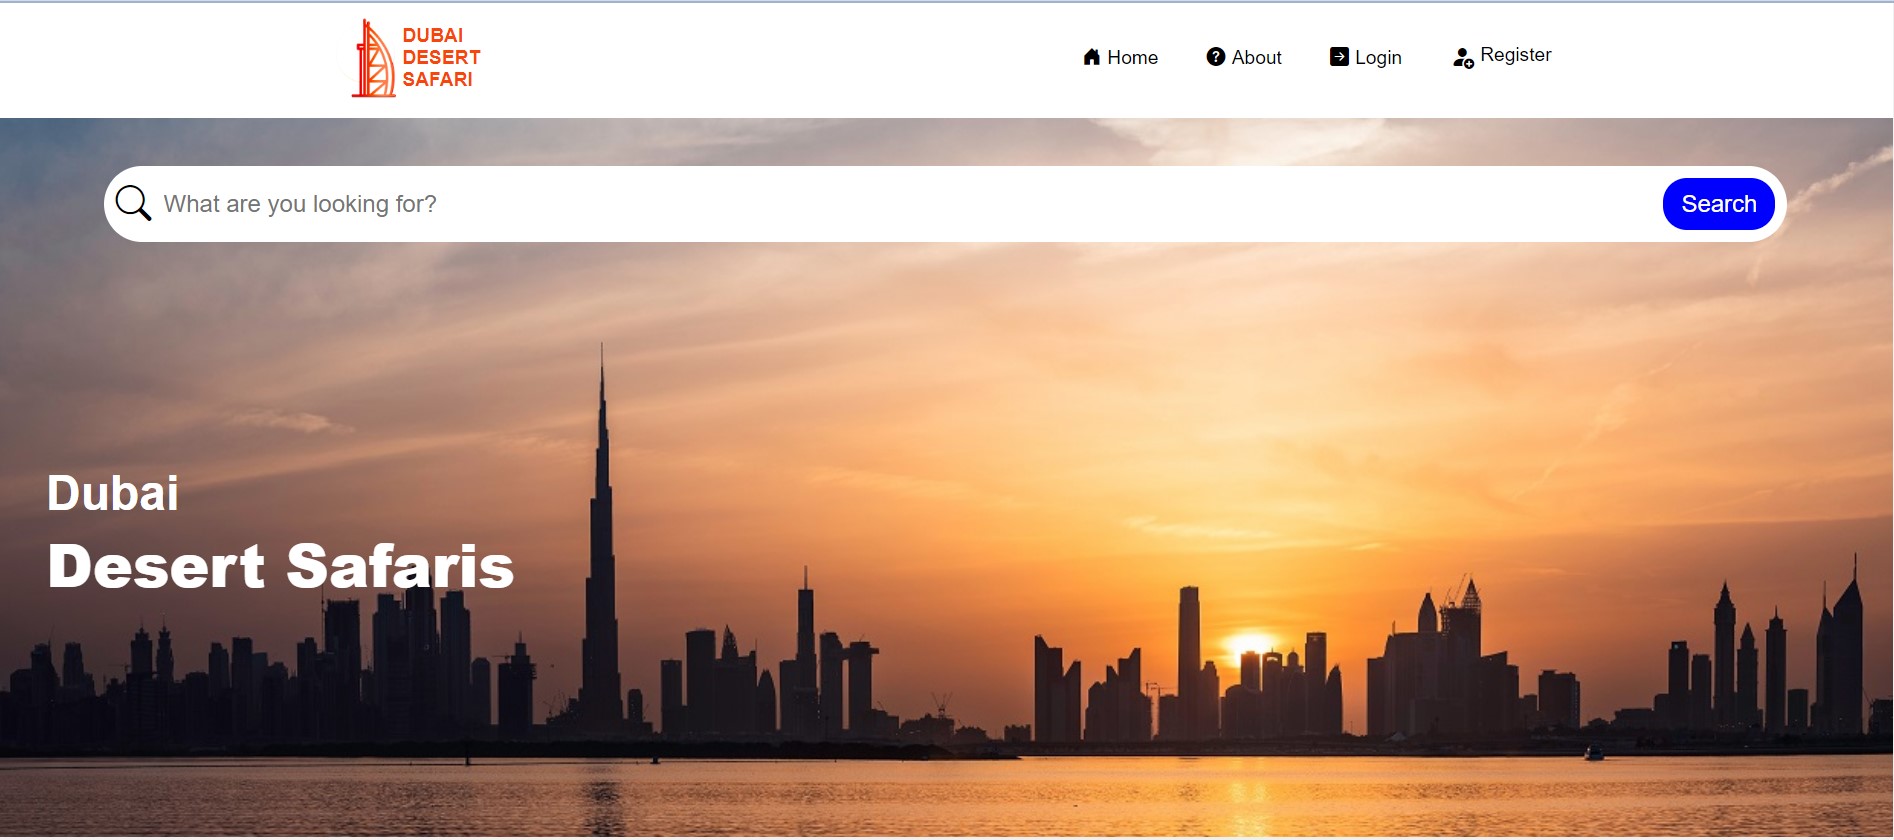 DUBAI
DESERT
SAFARI
Home About Login Register
What are you looking for? Search
Dubai
Desert Safaris